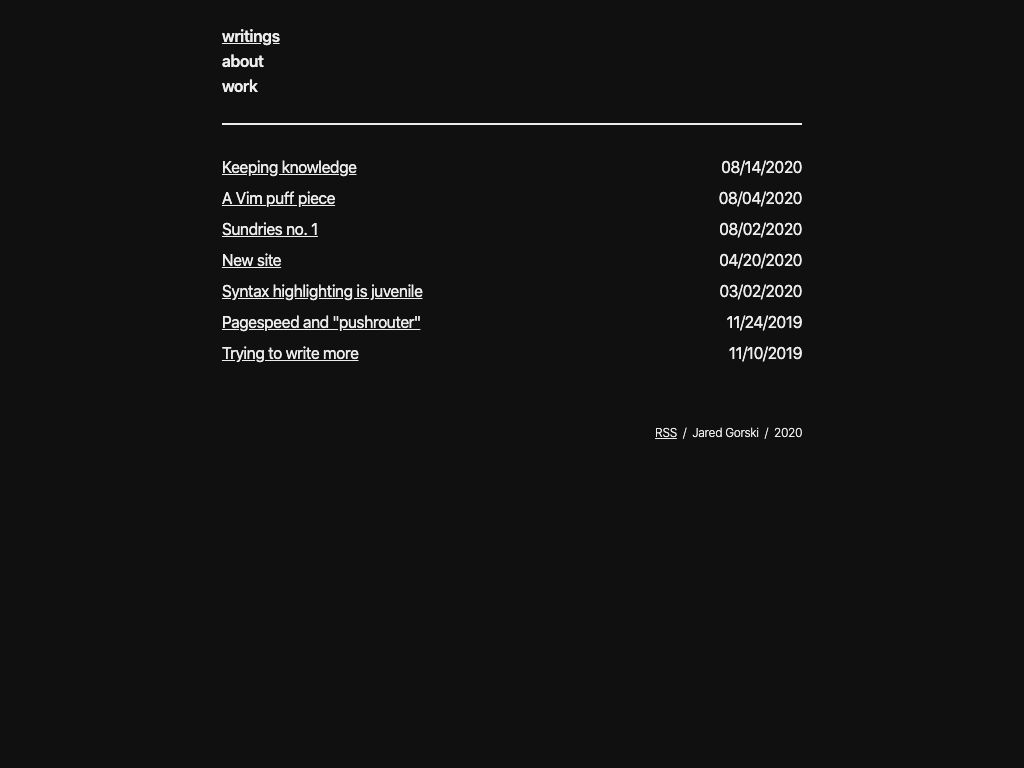 writings
about
work
Keeping knowledge 08/14/2020
A Vim puff piece 08/04/2020
Sundries no. 1 08/02/2020
New site 04/20/2020
Syntax highlighting is juvenile 03/02/2020
Pagespeed and "pushrouter" 11/24/2019
Trying to write more 11/10/2019
RSS / Jared Gorski / 2020